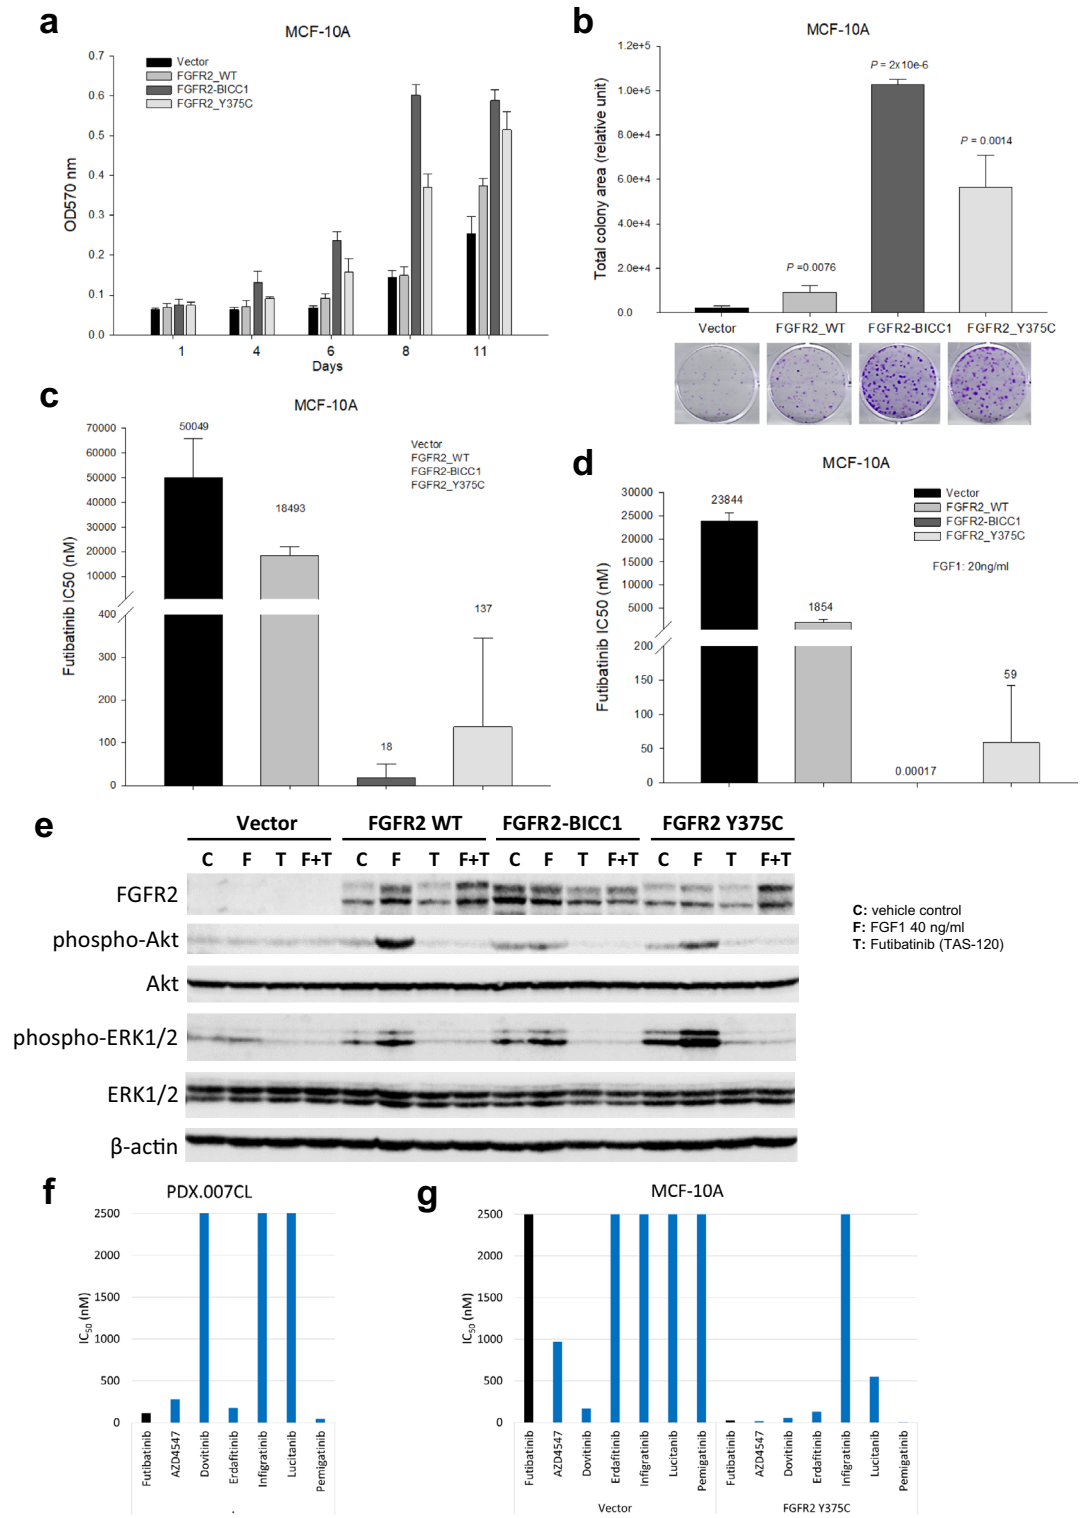 a
MCF-10A
0.7
0.6
0.5
0.4
0.3
0.2
0.1
0.0
OD570 nm
Vector
FGFR2_WT
FGFR2-BICC1
FGFR2_Y375C
1 4 6 8 11
Days
b
MCF-10A
1.2e+5
1.0e+5
8.0e+4
6.0e+4
4.0e+4
2.0e+4
0.0
Total colony area (relative unit)
P =0.0076
P = 2x10e-6
P = 0.0014
Vector FGFR2_WT FGFR2-BICC1 FGFR2_Y375C
c
MCF-10A
70000
60000
50000
40000
30000
20000
10000
400
300
200
100
0
Futibatinib IC50 (nM)
50049
18493
18
137
Vector
FGFR2_WT
FGFR2-BICC1
FGFR2_Y375C
d
MCF-10A
30000
25000
20000
15000
10000
5000
200
150
100
50
0
Futibatinib IC50 (nM)
23844
1854
0.00017
59
Vector
FGFR2_WT
FGFR2-BICC1
FGFR2_Y375C
FGF1: 20ng/ml
e
Vector FGFR2 WT FGFR2-BICC1 FGFR2 Y375C
C F T F+T C F T F+T C F T F+T C F T F+T
FGFR2
phospho-Akt
Akt
phospho-ERK1/2
ERK1/2
β-actin
C: vehicle control
F: FGF1 40 ng/ml
T: Futibatinib (TAS-120)
f
PDX.007CL
2500
2000
1500
1000
500
0
IC50 (nM)
Futibatinib
AZD4547
Dovitinib
Erdafitinib
Infigratinib
Lucitanib
Pemigatinib
g
MCF-10A
2500
2000
1500
1000
500
0
IC50 (nM)
Futibatinib
AZD4547
Dovitinib
Erdafitinib
Infigratinib
Lucitanib
Pemigatinib
Futibatinib
AZD4547
Dovitinib
Erdafitinib
Infigratinib
Lucitanib
Pemigatinib
Vector FGFR2 Y375C